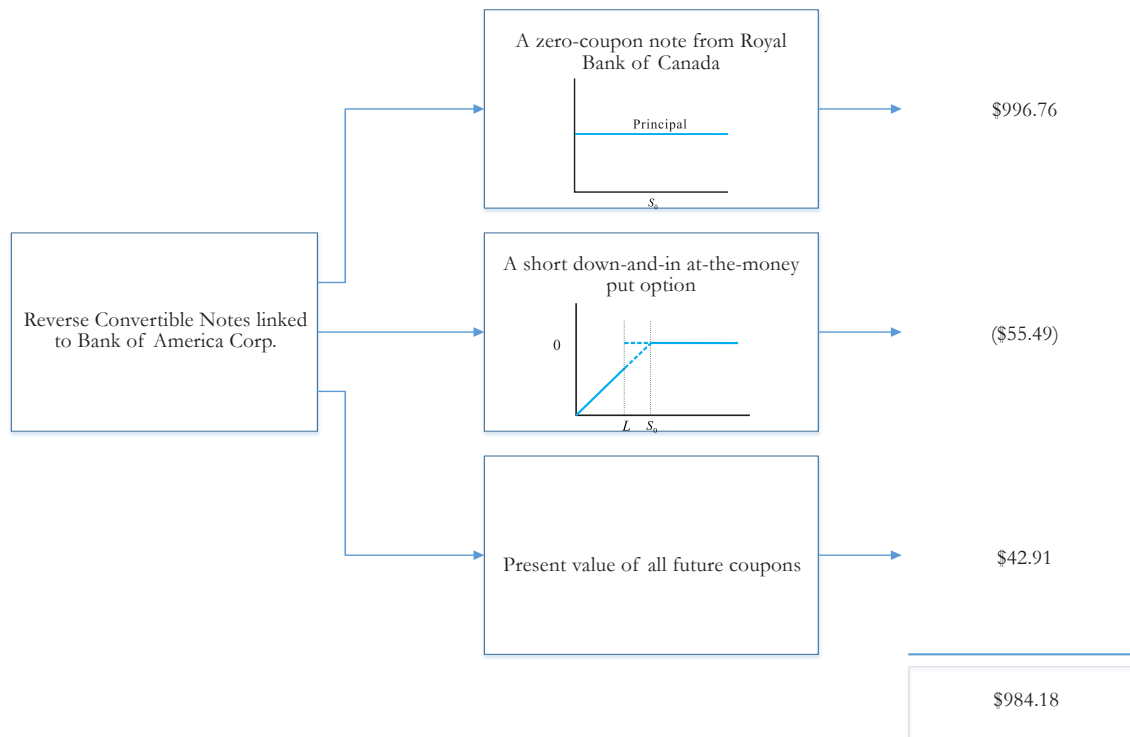 A zero-coupon note from Royal
Bank of Canada
Principal
S₀
$996.76
Reverse Convertible Notes linked
to Bank of America Corp.
A short down-and-in at-the-money
put option
0
L S₀
($55.49)
Present value of all future coupons
$42.91
$984.18